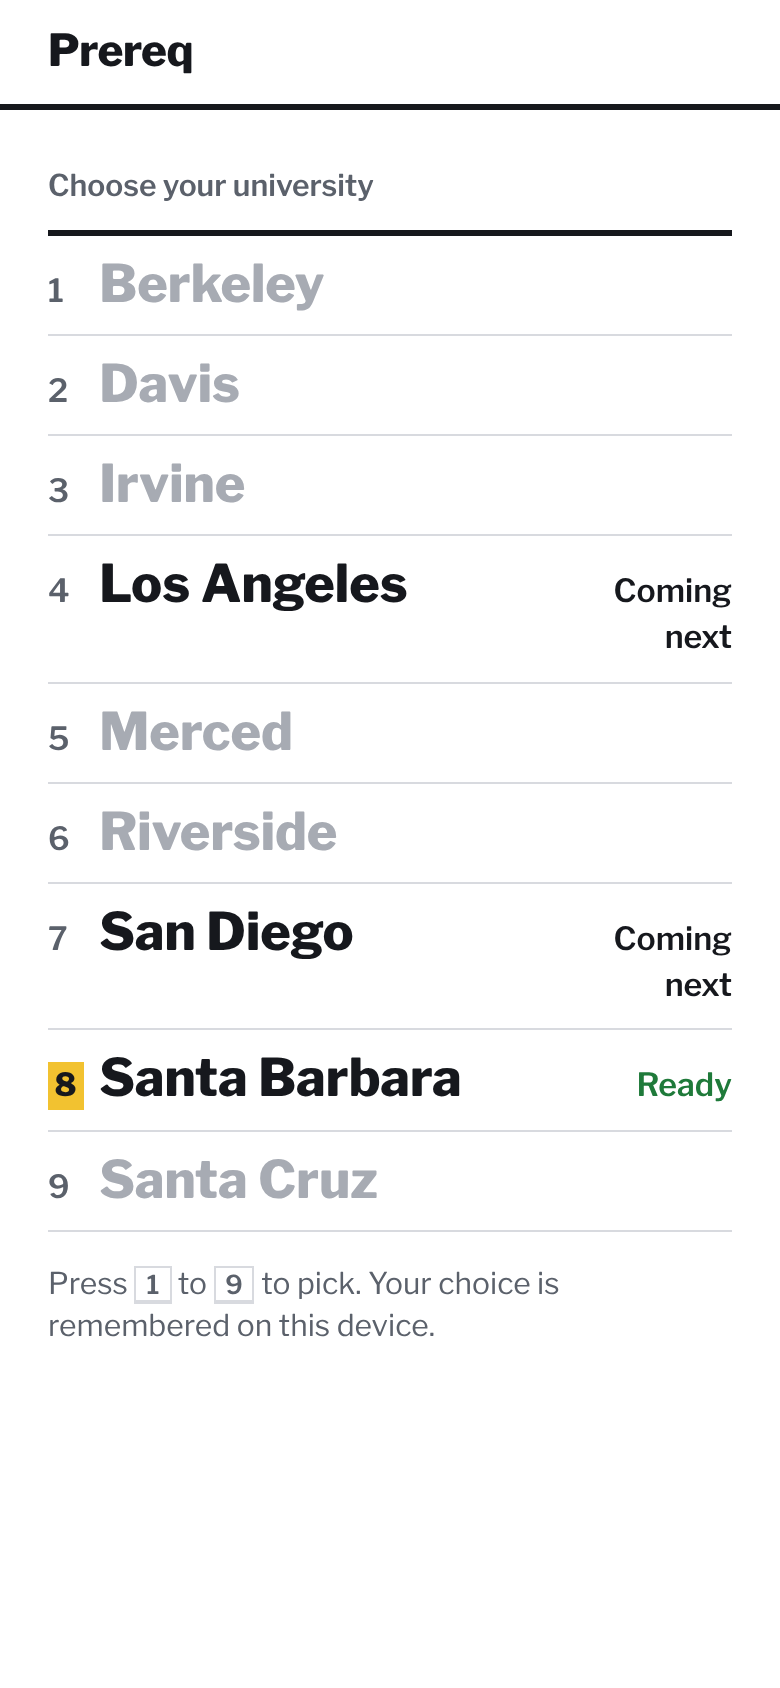 Prereq
Choose your university
1 Berkeley
2 Davis
3 Irvine
4 Los Angeles Coming
next
5 Merced
6 Riverside
7 San Diego Coming
next
8 Santa Barbara Ready
9 Santa Cruz
Press 1 to 9 to pick. Your choice is
remembered on this device.